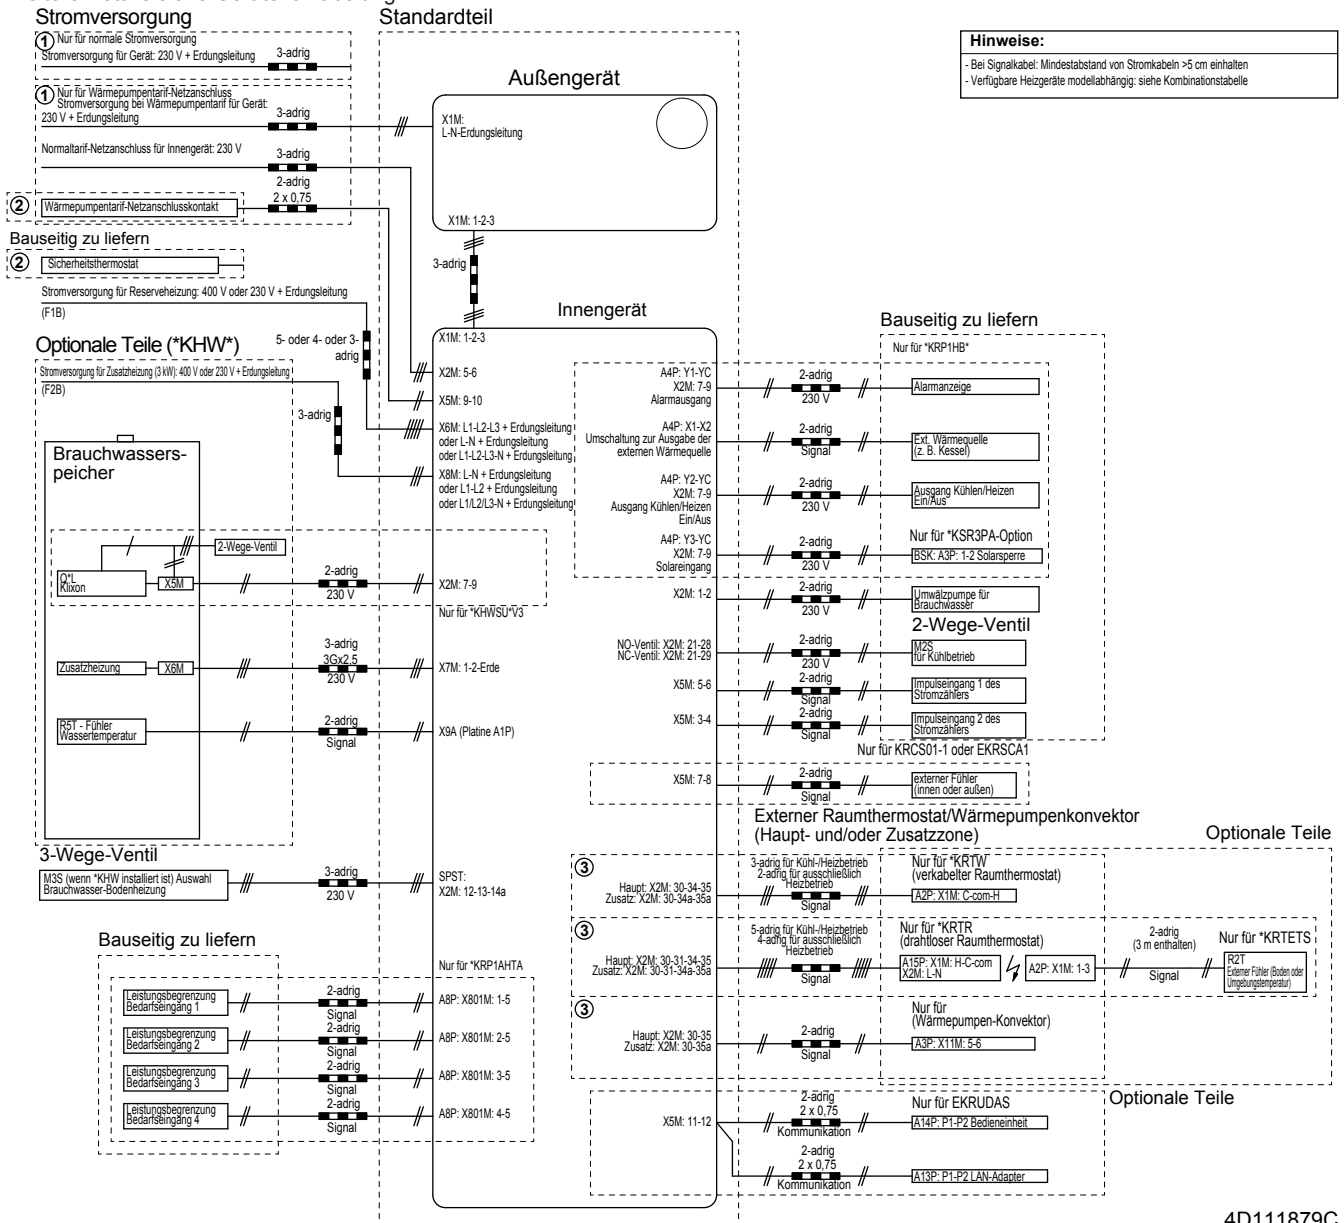 Stromversorgung
Standardteil
① Nur für normale Stromversorgung
Stromversorgung für Gerät: 230 V + Erdungsleitung
3-adrig
① Nur für Wärmepumpentarif-Netzanschluss
Stromversorgung bei Wärmepumpentarif für Gerät:
230 V + Erdungsleitung
3-adrig
Normaltarif-Netzanschluss für Innengerät: 230 V
3-adrig
2-adrig
2 x 0,75
② Wärmepumpentarif-Netzanschlusskontakt
Bauseitig zu liefern
② Sicherheitsthermostat
Stromversorgung für Reserveheizung: 400 V oder 230 V + Erdungsleitung
(F1B)
5- oder 4- oder 3-
adrig
Hinweise:
- Bei Signalkabel: Mindestabstand von Stromkabeln >5 cm einhalten
- Verfügbare Heizgeräte modellabhängig: siehe Kombinationstabelle
Außengerät
X1M:
L-N-Erdungsleitung
X1M: 1-2-3
3-adrig
Innengerät
X1M: 1-2-3
X2M: 5-6
X5M: 9-10
X6M: L1-L2-L3 + Erdungsleitung
oder L-N + Erdungsleitung
oder L1-L2-L3-N + Erdungsleitung
X8M: L-N + Erdungsleitung
oder L1-L2 + Erdungsleitung
oder L1/L2/L3-N + Erdungsleitung
Optionale Teile (*KHW*)
Stromversorgung für Zusatzheizung (3 kW): 400 V oder 230 V + Erdungsleitung
(F2B)
3-adrig
Brauchwassers-
peicher
2-Wege-Ventil
Q*L
Klixon
X5M
2-adrig
230 V
X2M: 7-9
Nur für *KHWSU*V3
Zusatzheizung
X6M
3-adrig
3Gx2,5
230 V
X7M: 1-2-Erde
R5T - Fühler
Wassertemperatur
2-adrig
Signal
X9A (Platine A1P)
3-Wege-Ventil
M3S (wenn *KHW installiert ist) Auswahl
Brauchwasser-Bodenheizung
3-adrig
230 V
SPST:
X2M: 12-13-14a
Bauseitig zu liefern
Nur für *KRP1AHTA
Leistungsbegrenzung
Bedarfseingang 1
2-adrig
Signal
A8P: X801M: 1-5
Leistungsbegrenzung
Bedarfseingang 2
2-adrig
Signal
A8P: X801M: 2-5
Leistungsbegrenzung
Bedarfseingang 3
2-adrig
Signal
A8P: X801M: 3-5
Leistungsbegrenzung
Bedarfseingang 4
2-adrig
Signal
A8P: X801M: 4-5
Bauseitig zu liefern
Nur für *KRP1HB*
A4P: Y1-YC
X2M: 7-9
Alarmausgang
2-adrig
230 V
Alarmanzeige
A4P: X1-X2
Umschaltung zur Ausgabe der
externen Wärmequelle
2-adrig
Signal
Ext. Wärmequelle
(z. B. Kessel)
A4P: Y2-YC
X2M: 7-9
Ausgang Kühlen/Heizen
Ein/Aus
2-adrig
230 V
Ausgang Kühlen/Heizen
Ein/Aus
A4P: Y3-YC
X2M: 7-9
Solareingang
2-adrig
230 V
Nur für *KSR3PA-Option
BSK: A3P: 1-2 Solarsperre
X2M: 1-2
2-adrig
230 V
Umwälzpumpe für
Brauchwasser
2-Wege-Ventil
NO-Ventil: X2M: 21-28
NC-Ventil: X2M: 21-29
2-adrig
230 V
M2S
für Kühlbetrieb
X5M: 5-6
2-adrig
Signal
Impulseingang 1 des
Stromzählers
X5M: 3-4
2-adrig
Signal
Impulseingang 2 des
Stromzählers
Nur für KRCS01-1 oder EKRSCA1
X5M: 7-8
2-adrig
Signal
externer Fühler
(innen oder außen)
Externer Raumthermostat/Wärmepumpenkonvektor
(Haupt- und/oder Zusatzzone)
Optionale Teile
③
Haupt: X2M: 30-34-35
Zusatz: X2M: 30-34a-35a
3-adrig für Kühl-/Heizbetrieb
2-adrig für ausschließlich
Heizbetrieb
Signal
Nur für *KRTW
(verkabelter Raumthermostat)
A2P: X1M: C-com-H
③
Haupt: X2M: 30-31-34-35
Zusatz: X2M: 30-31-34a-35a
5-adrig für Kühl-/Heizbetrieb
4-adrig für ausschließlich
Heizbetrieb
Signal
Nur für *KRTR
(drahtloser Raumthermostat)
A15P: X1M: H-C-com
X2M: L-N
A2P: X1M: 1-3
2-adrig
(3 m enthalten)
Signal
Nur für *KRTETS
R2T
Externer Fühler (Boden oder
Umgebungstemperatur)
③
Haupt: X2M: 30-35
Zusatz: X2M: 30-35a
2-adrig
Signal
Nur für
(Wärmepumpen-Konvektor)
A3P: X11M: 5-6
Optionale Teile
X5M: 11-12
2-adrig
2 x 0,75
Kommunikation
Nur für EKRUDAS
A14P: P1-P2 Bedieneinheit
2-adrig
2 x 0,75
Kommunikation
A13P: P1-P2 LAN-Adapter
4D111879C